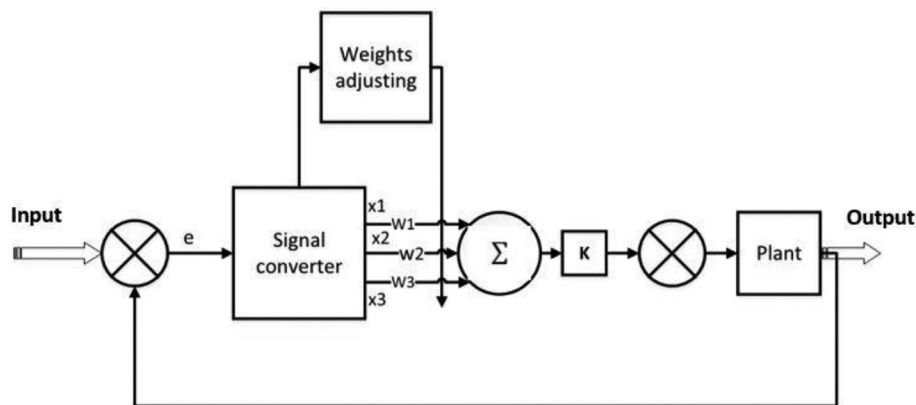 Weights
adjusting
Input
e
Signal
converter
x1
W1
x2
w2
W3
x3
Σ
K
Plant
Output